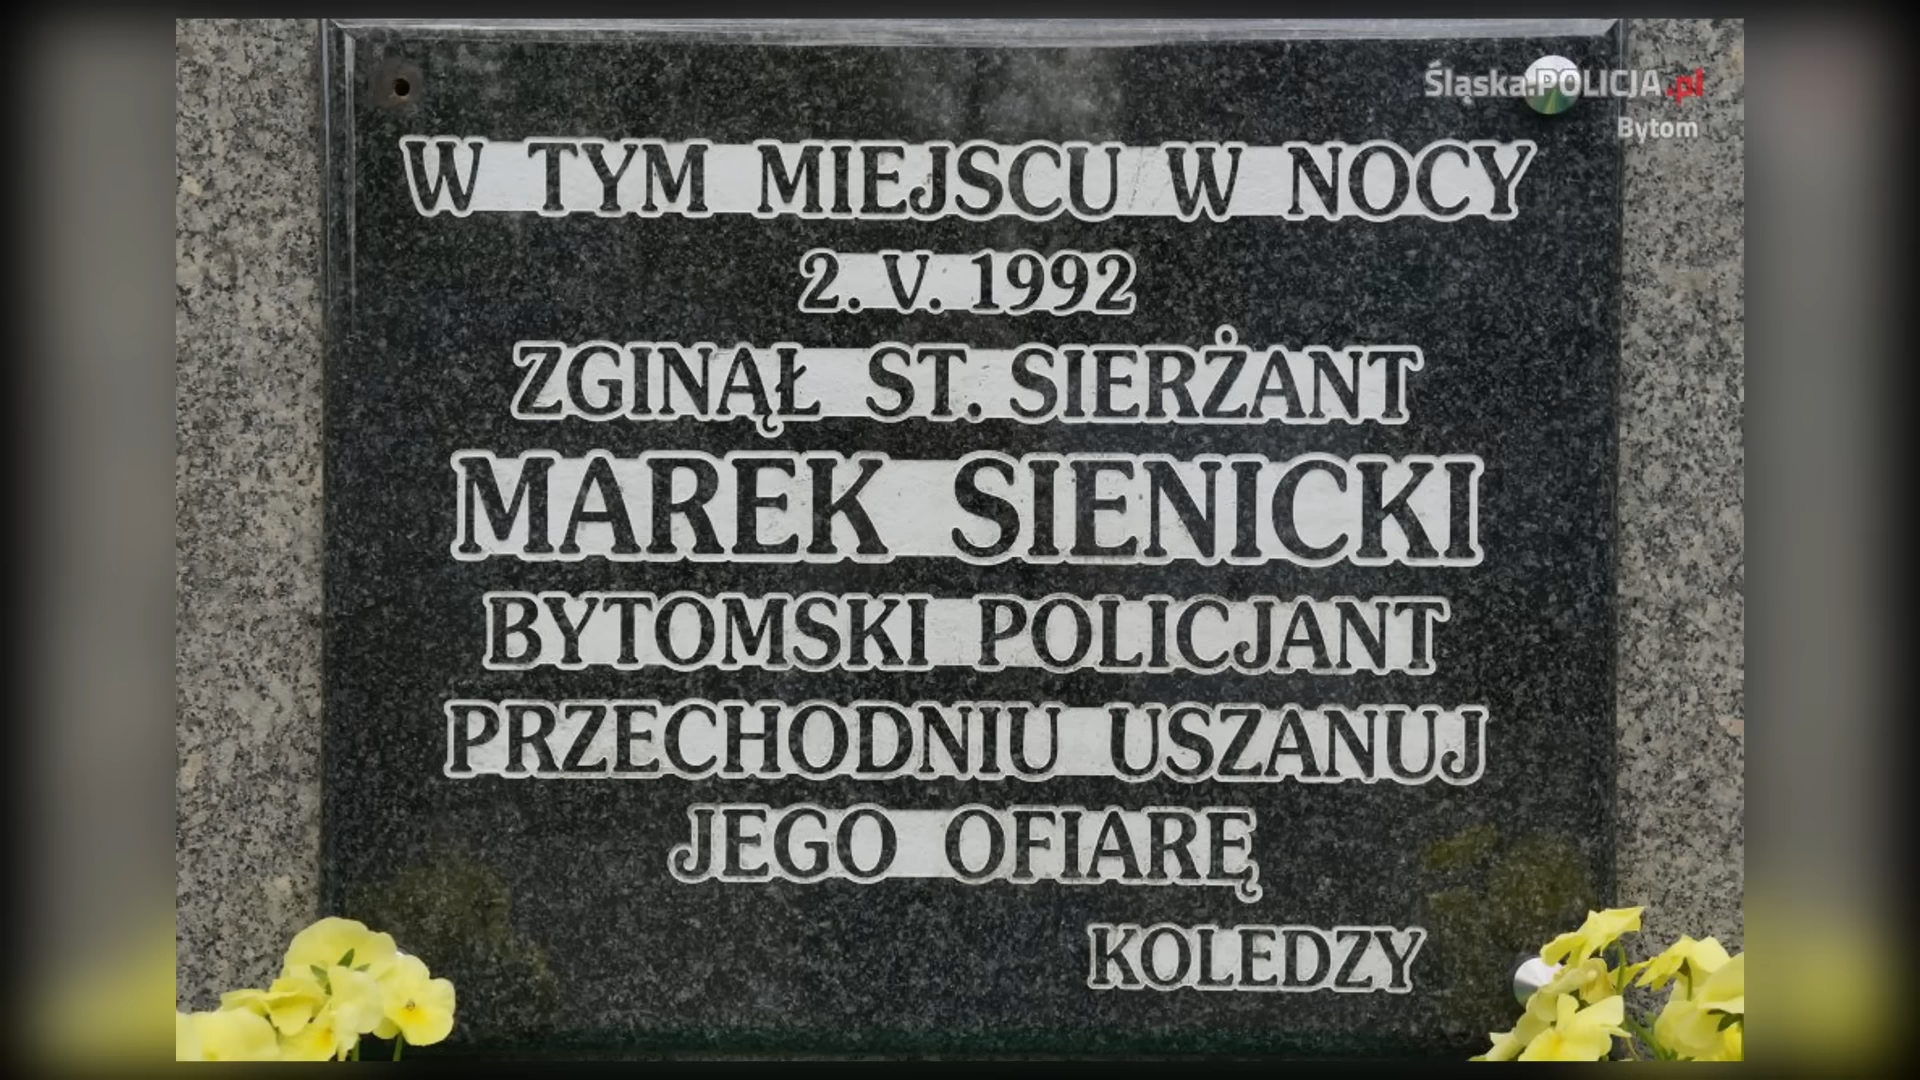 Śląska.POLICJA.pl
Bytom
W TYM MIEJSCU W NOCY
2. V. 1992
ZGINĄŁ ST. SIERŻANT
MAREK SIENICKI
BYTOMSKI POLICJANT
PRZECHODNIU USZANUJ
JEGO OFIARĘ
KOLEDZY